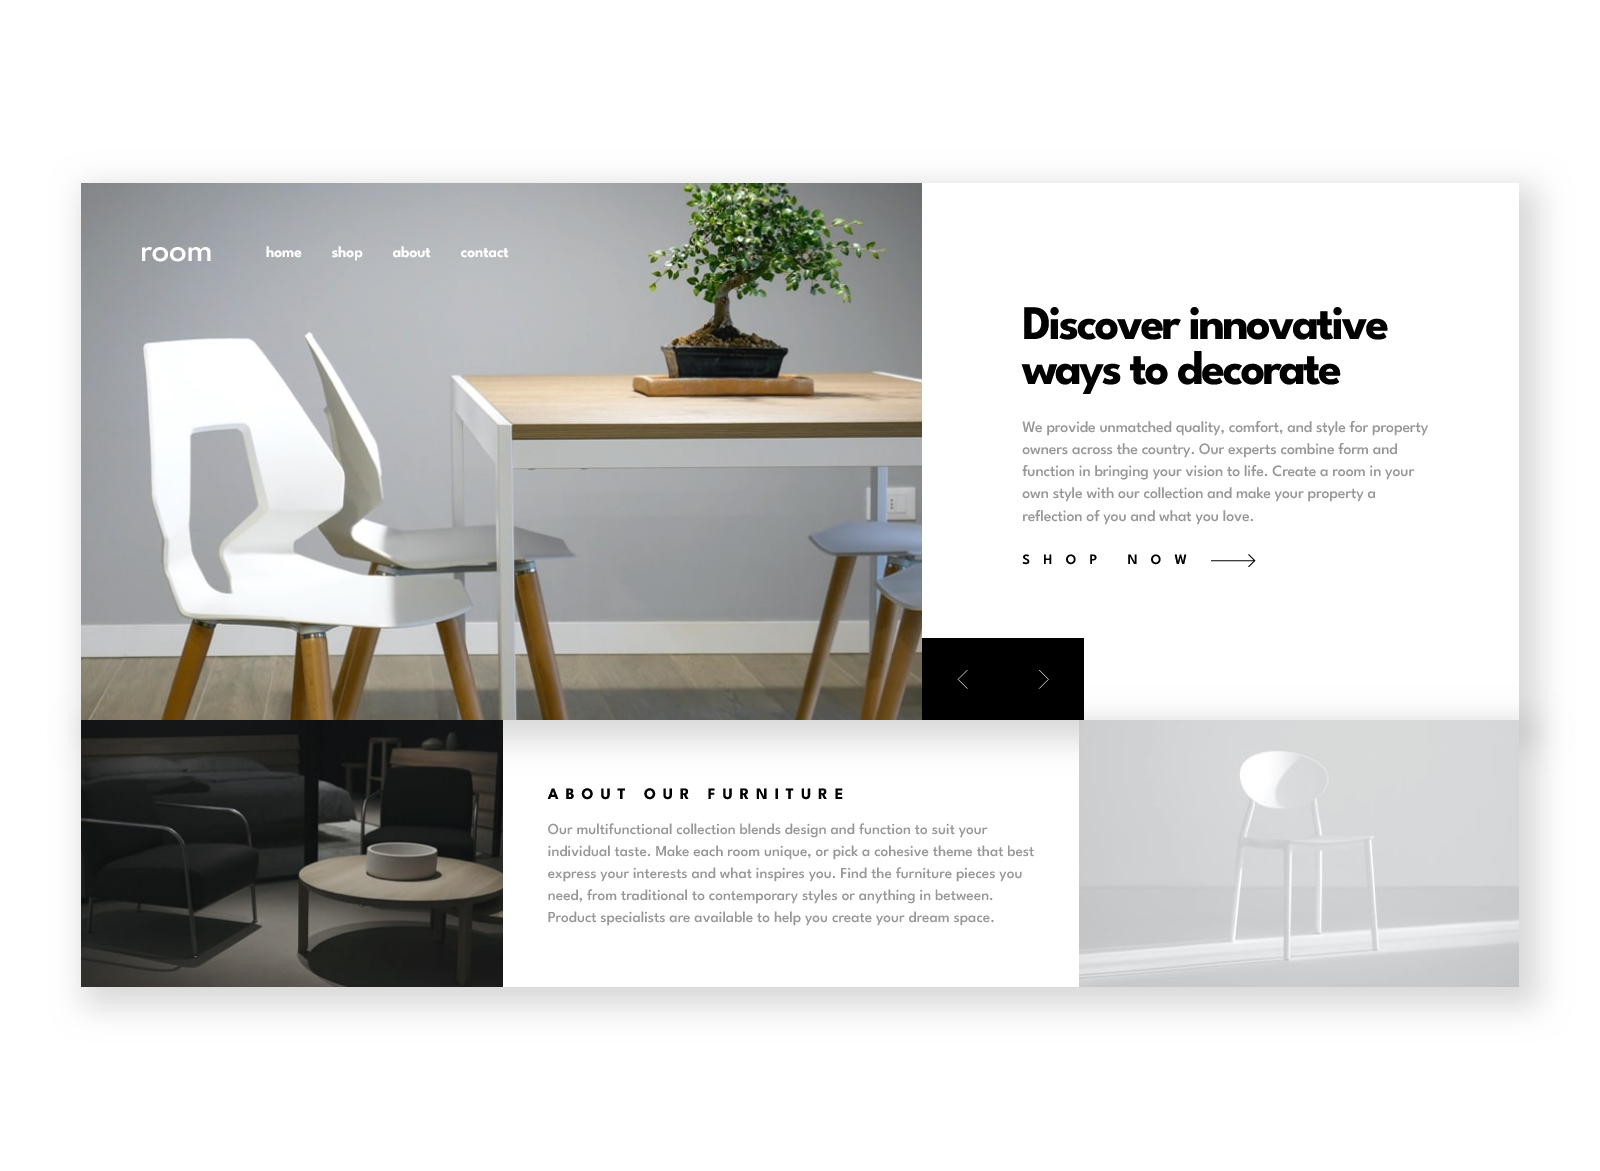 room
home shop about contact
Discover innovative
ways to decorate
We provide unmatched quality, comfort, and style for property
owners across the country. Our experts combine form and
function in bringing your vision to life. Create a room in your
own style with our collection and make your property a
reflection of you and what you love.
SHOP NOW
ABOUT OUR FURNITURE
Our multifunctional collection blends design and function to suit your
individual taste. Make each room unique, or pick a cohesive theme that best
express your interests and what inspires you. Find the furniture pieces you
need, from traditional to contemporary styles or anything in between.
Product specialists are available to help you create your dream space.